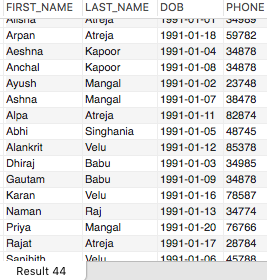 FIRST_NAME LAST_NAME DOB PHONE
Alisha Atreja 1991-01-01 34989
Arpan Atreja 1991-01-18 59782
Aeshna Kapoor 1991-01-04 34878
Anchal Kapoor 1991-01-08 34878
Ayush Mangal 1991-01-02 23748
Ashna Mangal 1991-01-07 38478
Alpa Atreja 1991-01-11 82874
Abhi Singhania 1991-01-05 48745
Alankrit Velu 1991-01-12 85378
Dhiraj Babu 1991-01-03 34985
Gautam Babu 1991-01-09 34878
Karan Velu 1991-01-16 78587
Naman Raj 1991-01-13 34774
Priya Mangal 1991-01-20 76766
Rajat Atreja 1991-01-17 28784
Velu 1991-01-06 45788
Result 44